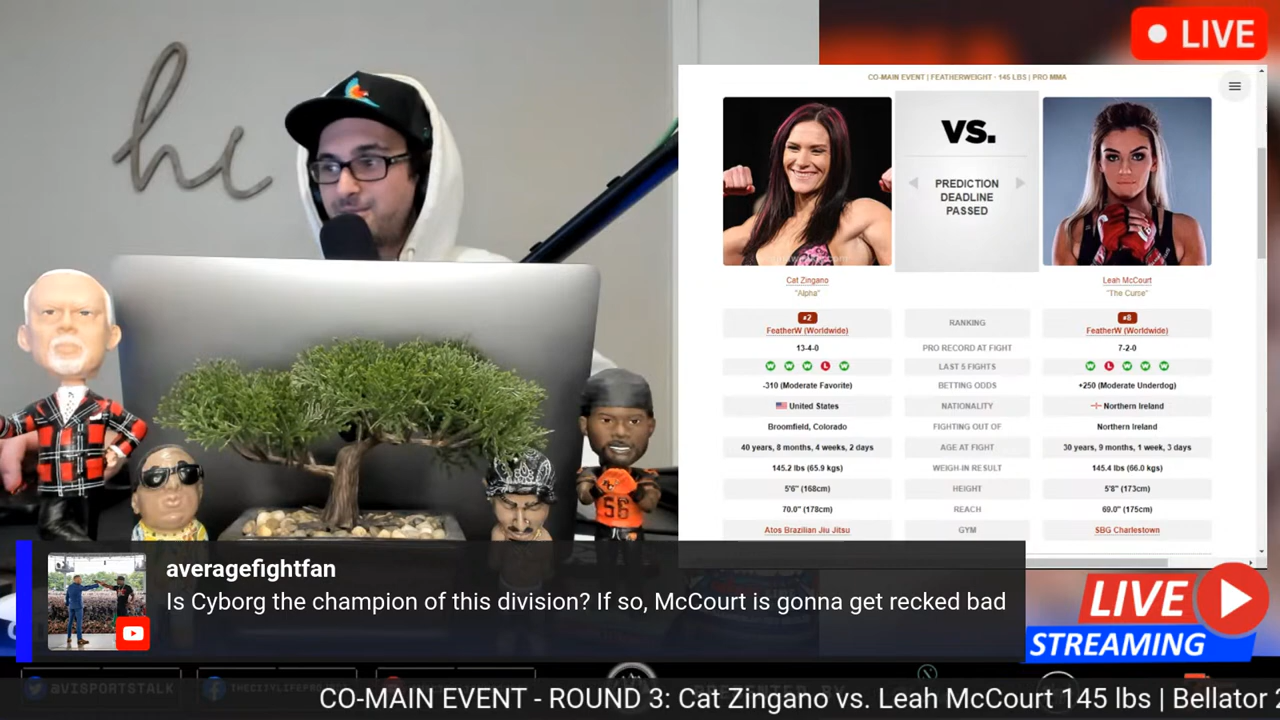 hi
LIVE
CO-MAIN EVENT | FEATHERWEIGHT · 145 LBS | PRO MMA
VS.
PREDICTION
DEADLINE
PASSED
Cat Zingano
"Alpha"
Leah McCourt
"The Curse"
#2
FeatherW (Worldwide)
RANKING
#8
FeatherW (Worldwide)
13-4-0
PRO RECORD AT FIGHT
7-2-0
W W W L W
LAST 5 FIGHTS
W L W W W
-310 (Moderate Favorite)
BETTING ODDS
+250 (Moderate Underdog)
United States
NATIONALITY
Northern Ireland
Broomfield, Colorado
FIGHTING OUT OF
Northern Ireland
40 years, 8 months, 4 weeks, 2 days
AGE AT FIGHT
30 years, 9 months, 1 week, 3 days
145.2 lbs (65.9 kgs)
WEIGH-IN RESULT
145.4 lbs (66.0 kgs)
5'6" (168cm)
HEIGHT
5'8" (173cm)
70.0" (178cm)
REACH
69.0" (175cm)
Atos Brazilian Jiu Jitsu
GYM
SBG Charlestown
56
averagefightfan
Is Cyborg the champion of this division? If so, McCourt is gonna get recked bad
LIVE
STREAMING
@AVISPORTSTALK
CO-MAIN EVENT - ROUND 3: Cat Zingano vs. Leah McCourt 145 lbs | Bellator 2